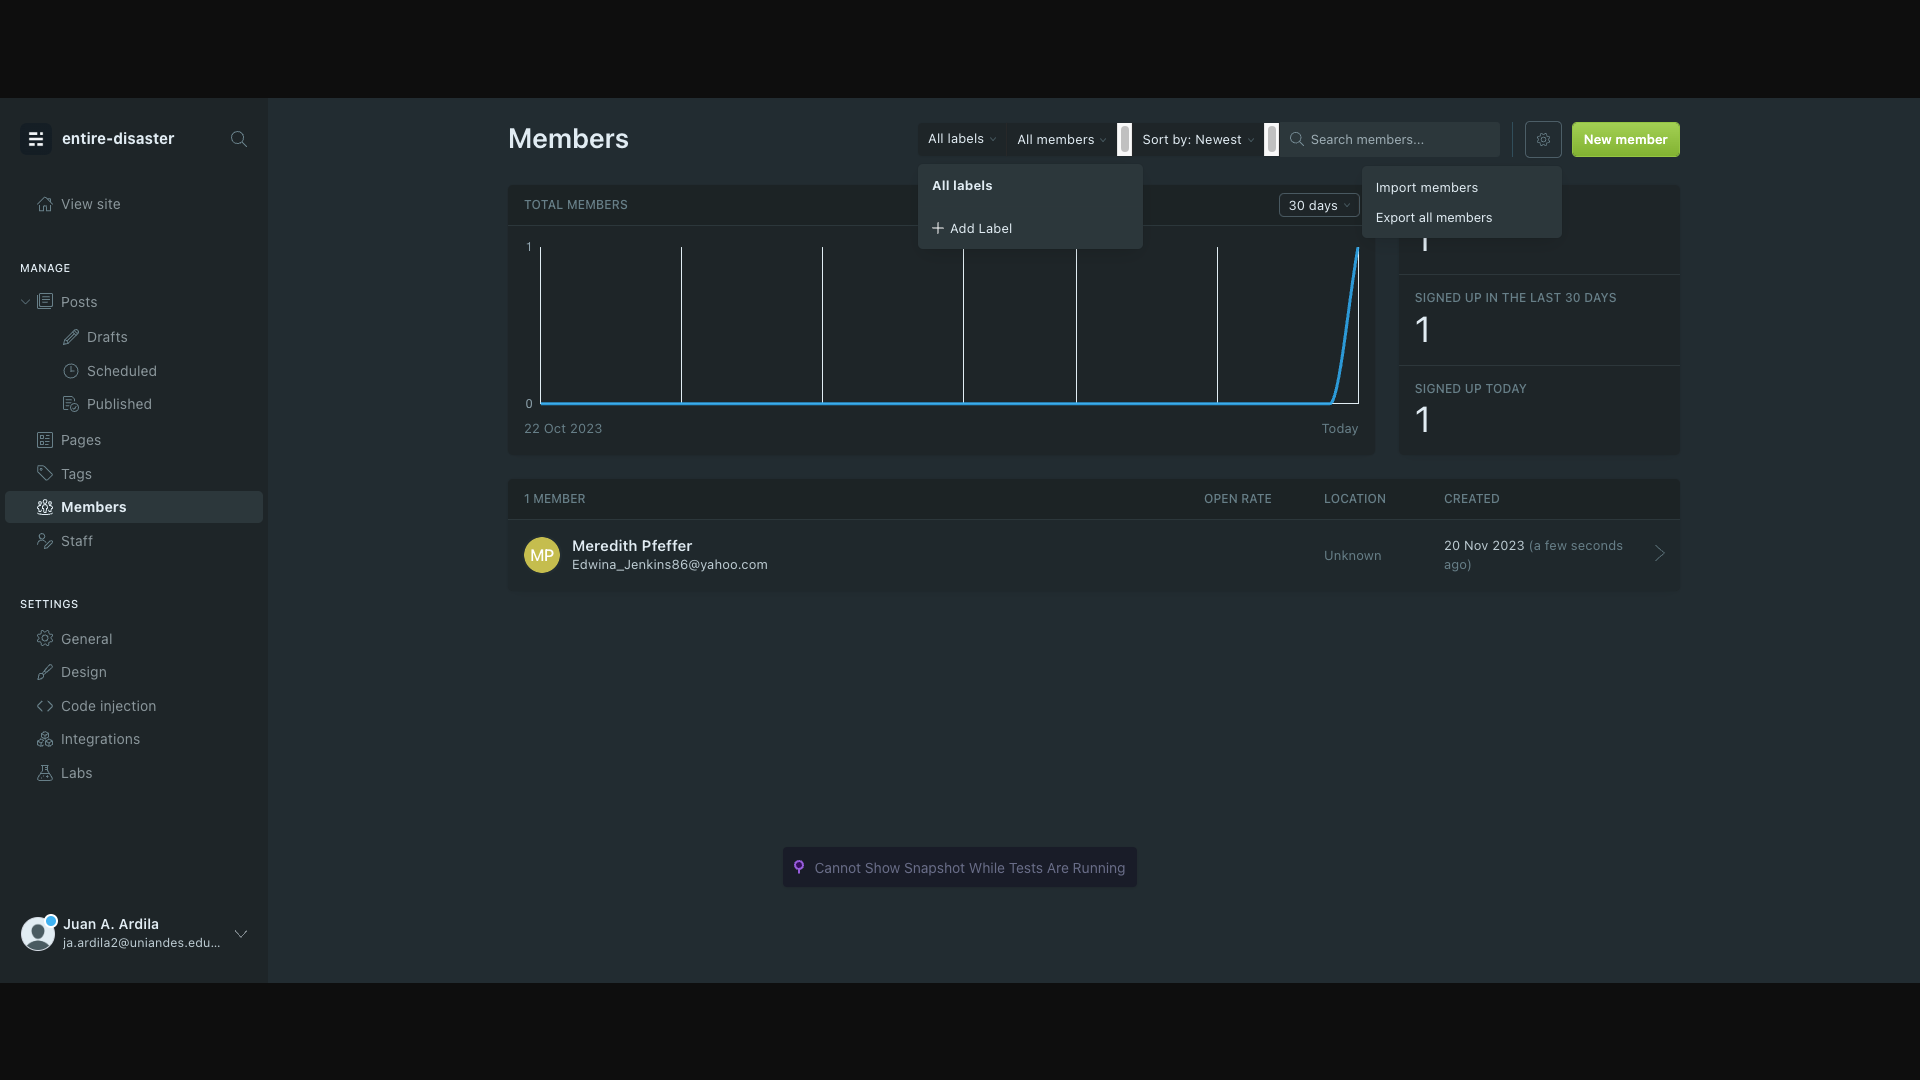 entire-disaster
View site
MANAGE
Posts
Drafts
Scheduled
Published
Pages
Tags
Members
Staff
SETTINGS
General
Design
Code injection
Integrations
Labs
Juan A. Ardila
ja.ardila2@uniandes.edu...
Members
All labels
All members
Sort by: Newest
Search members...
New member
All labels
Add Label
Import members
Export all members
TOTAL MEMBERS
30 days
1
0
22 Oct 2023
Today
1
SIGNED UP IN THE LAST 30 DAYS
1
SIGNED UP TODAY
1
1 MEMBER
OPEN RATE
LOCATION
CREATED
MP
Meredith Pfeffer
Edwina_Jenkins86@yahoo.com
Unknown
20 Nov 2023 (a few seconds
ago)
Cannot Show Snapshot While Tests Are Running